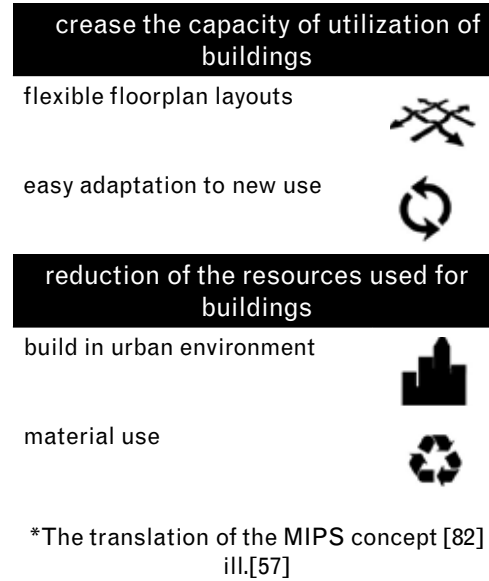 crease the capacity of utilization of
buildings
flexible floorplan layouts
easy adaptation to new use
reduction of the resources used for
buildings
build in urban environment
material use
*The translation of the MIPS concept [82]
ill.[57]